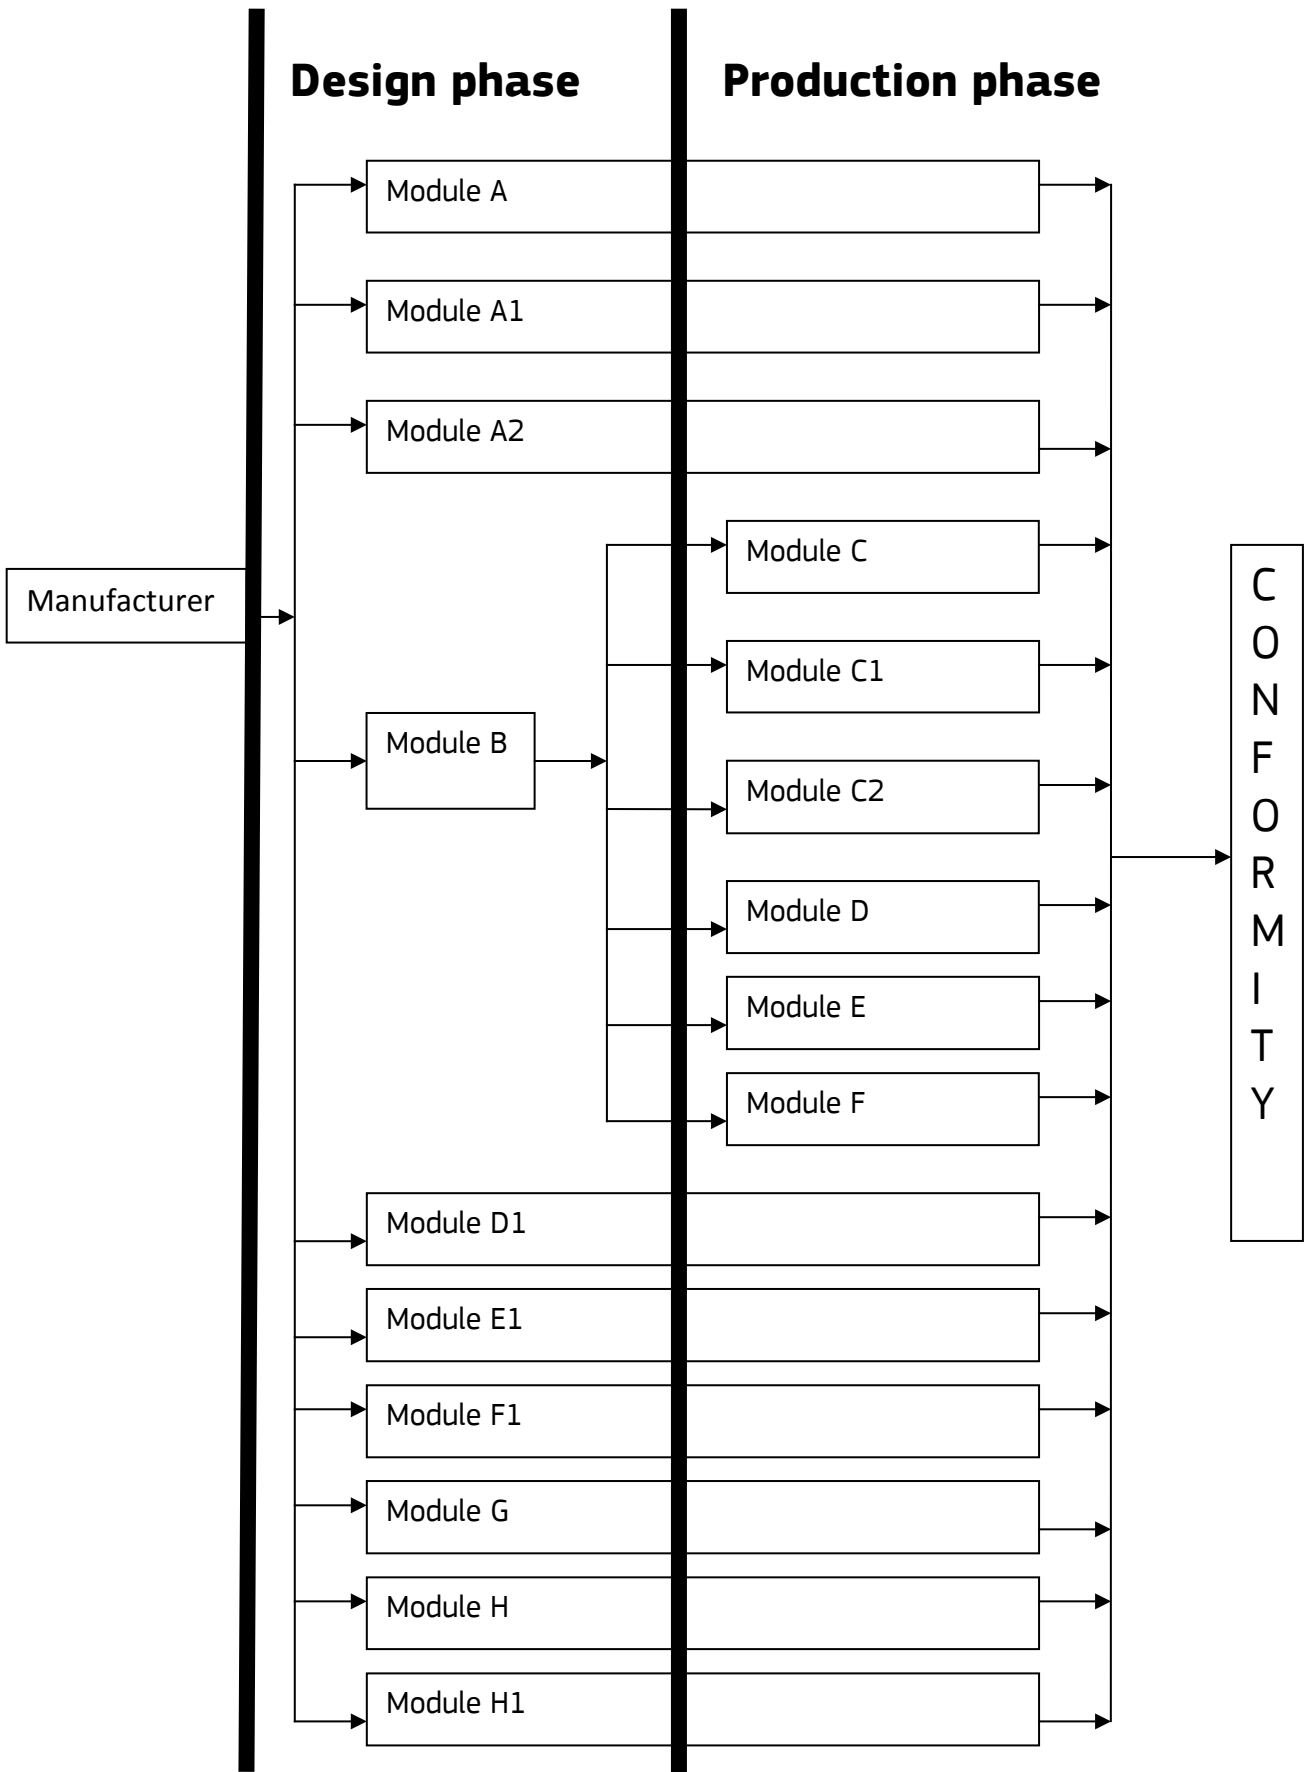 Design phase
Production phase
Module A
Module A1
Module A2
Module C
Manufacturer
Module C1
Module B
Module C2
Module D
Module E
Module F
Module D1
Module E1
Module F1
Module G
Module H
Module H1
C
O
N
F
O
R
M
I
T
Y